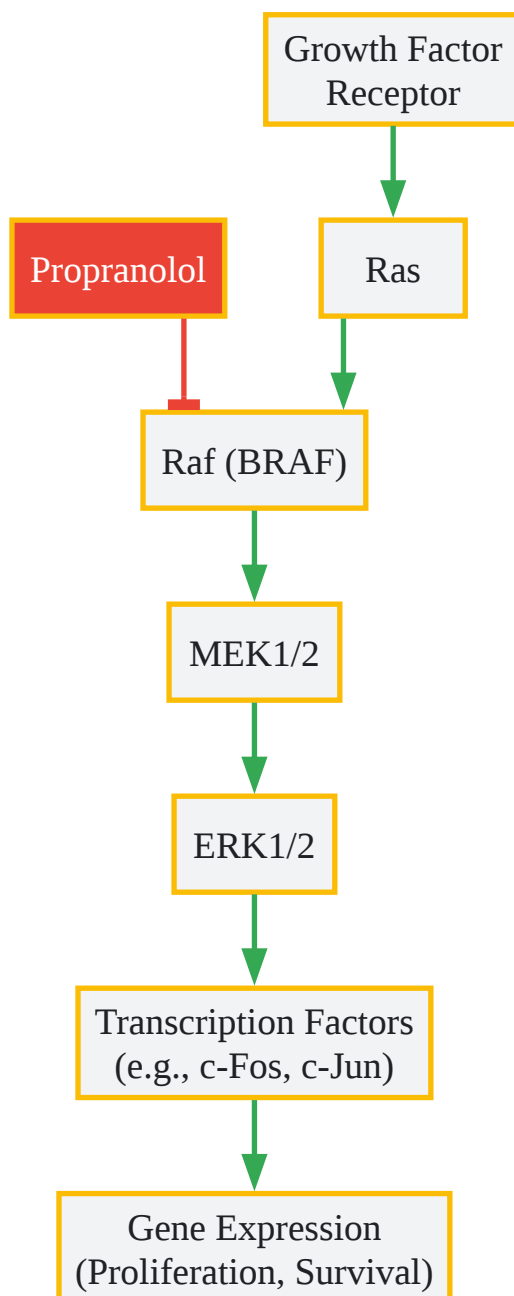 Growth Factor
Receptor
Propranolol
Ras
Raf (BRAF)
MEK1/2
ERK1/2
Transcription Factors
(e.g., c-Fos, c-Jun)
Gene Expression
(Proliferation, Survival)